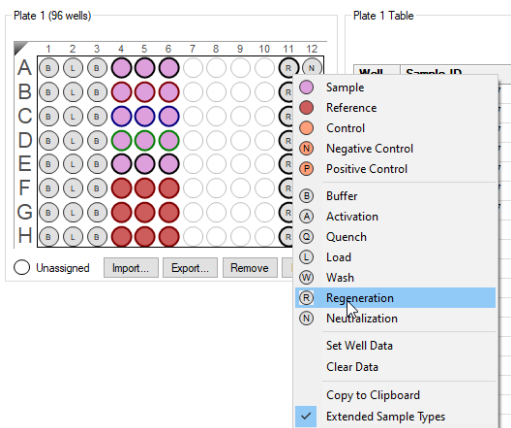 Plate 1 (96 wells)
Plate 1 Table
1 2 3 4 5 6 7 8 9 10 11 12
A B L B R N
B B L B R
C B L B R
D B L B R
E B L B R
F B L B R
G B L B R
H B L B R
Unassigned Import... Export... Remove
Well Sample ID
Sample
Reference
Control
N Negative Control
P Positive Control
B Buffer
A Activation
Q Quench
L Load
W Wash
R Regeneration
N Neutralization
Set Well Data
Clear Data
Copy to Clipboard
Extended Sample Types